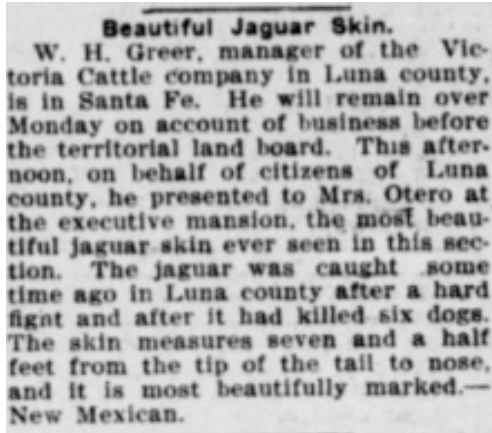 Beautiful Jaguar Skin.
W. H. Greer, manager of the Vic-
toria Cattle company in Luna county,
is in Santa Fe. He will remain over
Monday on account of business before
the territorial land board. This after-
noon, on behalf of citizens of Luna
county, he presented to Mrs. Otero at
the executive mansion, the most beau-
tiful jaguar skin ever seen in this sec-
tion. The jaguar was caught some
time ago in Luna county after a hard
fignt and after it had killed six dogs.
The skin measures seven and a half
feet from the tip of the tail to nose,
and it is most beautifully marked.—
New Mexican.